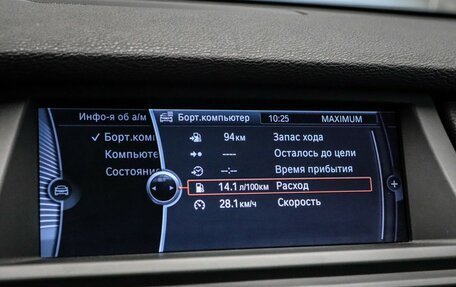 Инфо-я об а/м
Борт.компьютер 10:25 MAXIMUM
Борт.комп
Компьюте
Состояни
94км Запас хода
---- Осталось до цели
--:-- Время прибытия
14.1 л/100км Расход
28.1 км/ч Скорость